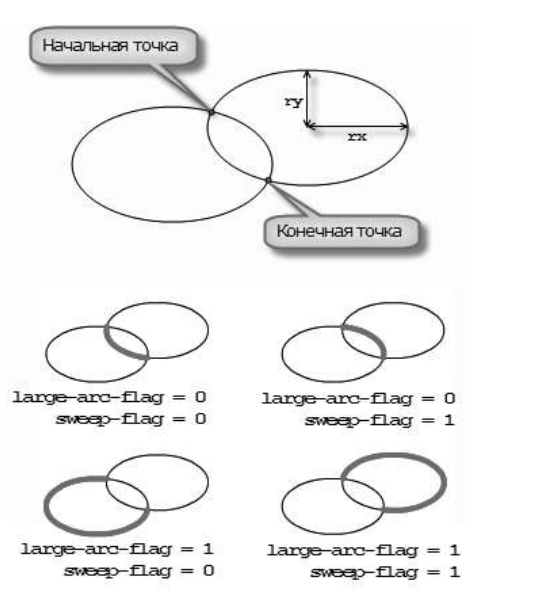 Начальная точка
ry
rx
Конечная точка
large-arc-flag = 0
sweep-flag = 0
large-arc-flag = 0
sweep-flag = 1
large-arc-flag = 1
sweep-flag = 0
large-arc-flag = 1
sweep-flag = 1